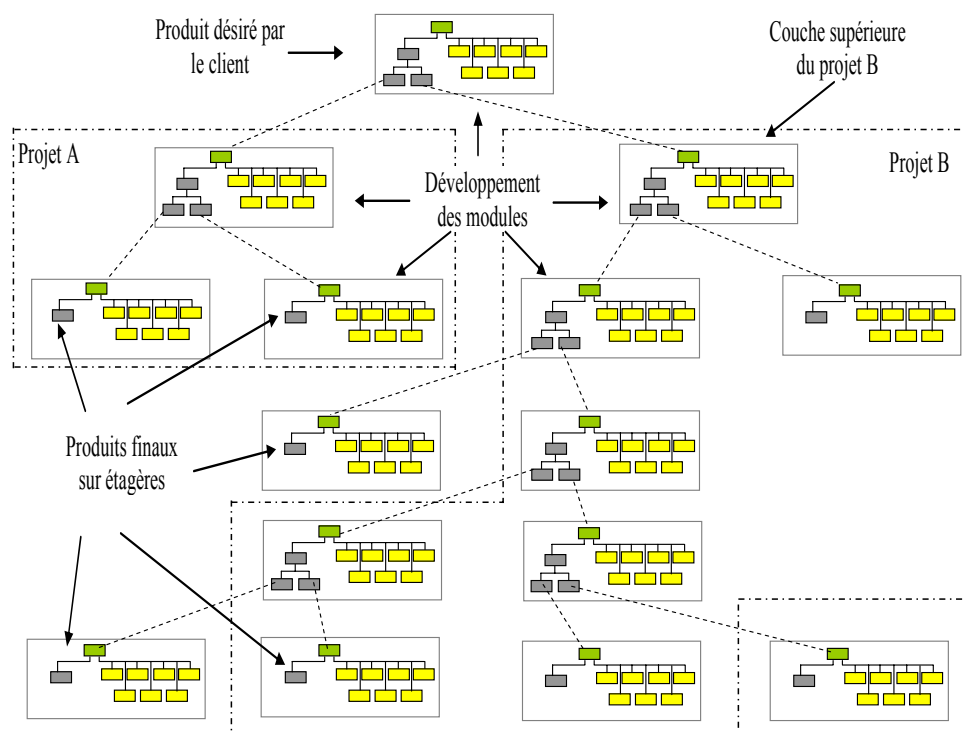 Produit désiré par
le client
Couche supérieure
du projet B
Projet A
Projet B
Développement
des modules
Produits finaux
sur étagères